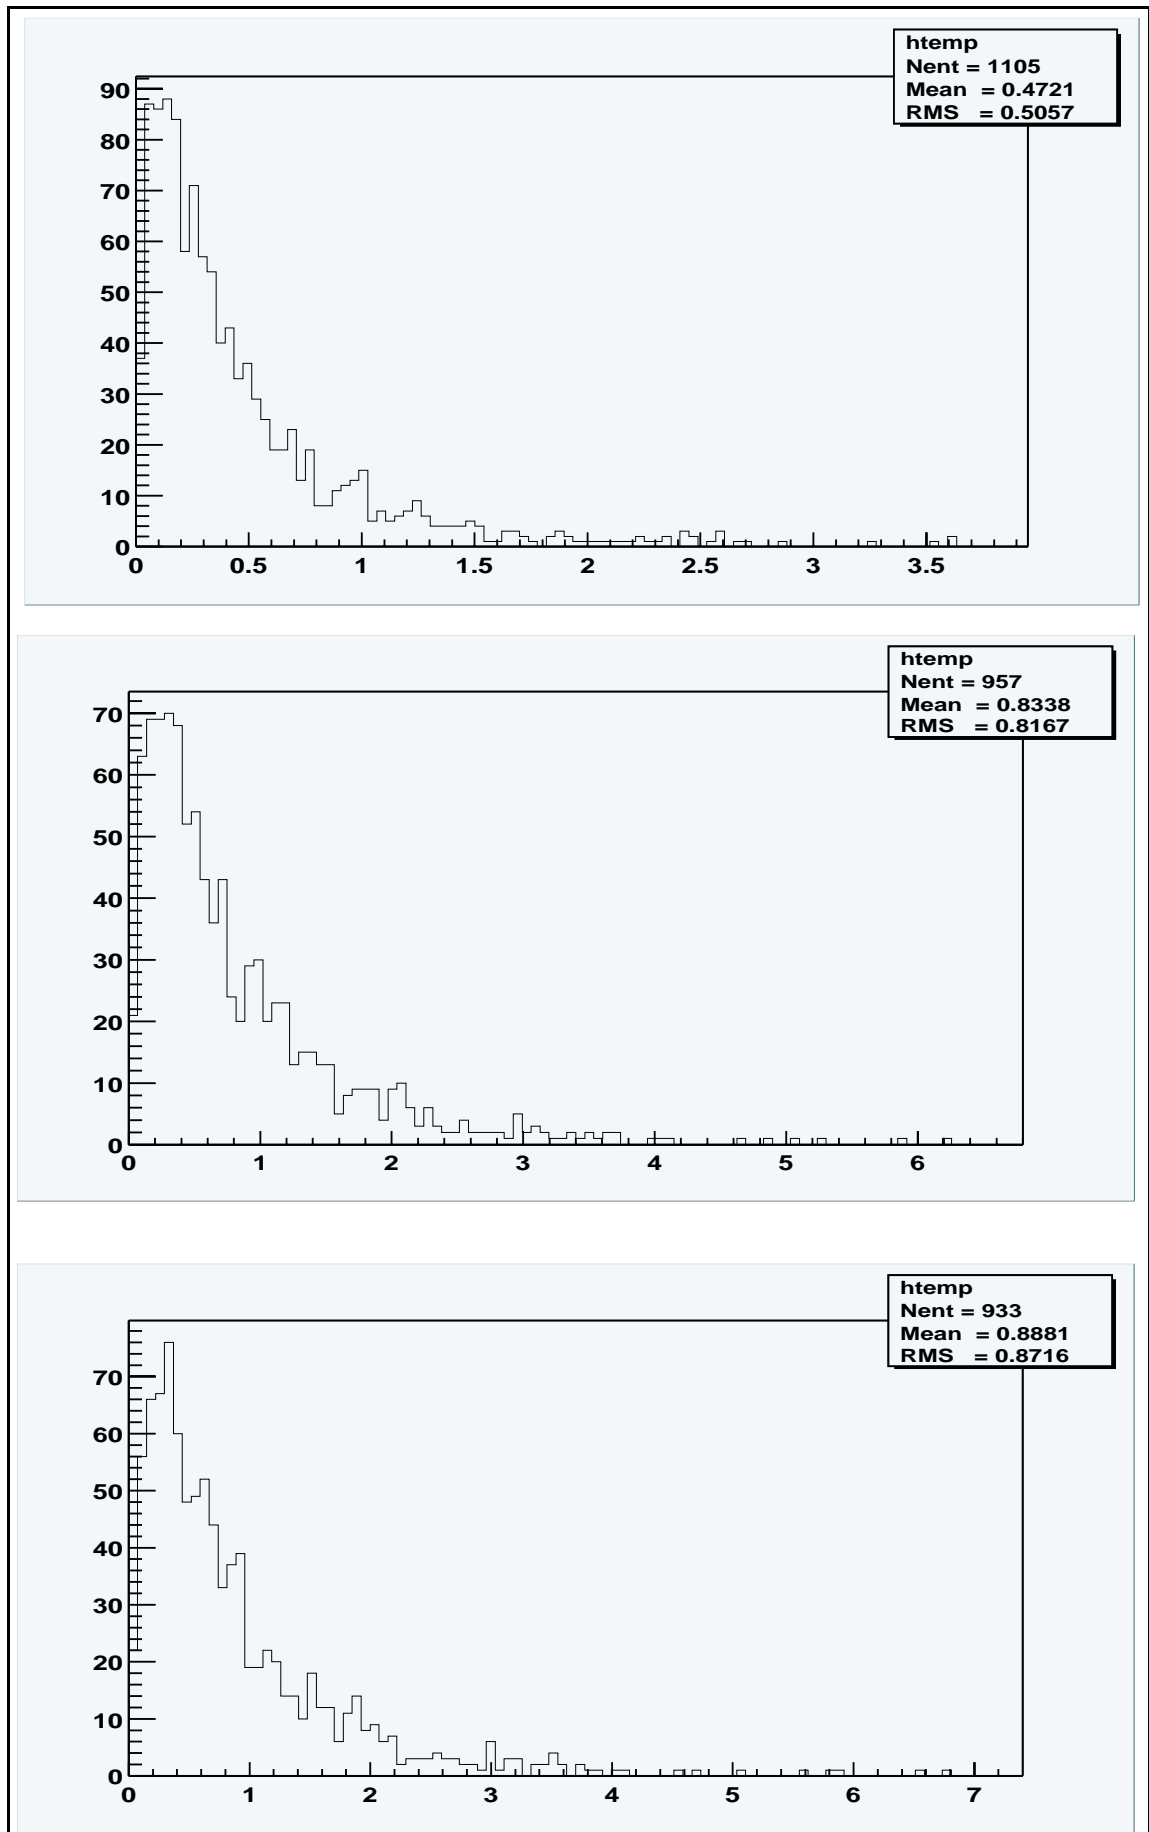 htemp
Nent = 1105
Mean = 0.4721
RMS = 0.5057
90
80
70
60
50
40
30
20
10
0
0 0.5 1 1.5 2 2.5 3 3.5
htemp
Nent = 957
Mean = 0.8338
RMS = 0.8167
70
60
50
40
30
20
10
0
0 1 2 3 4 5 6
htemp
Nent = 933
Mean = 0.8881
RMS = 0.8716
70
60
50
40
30
20
10
0
0 1 2 3 4 5 6 7